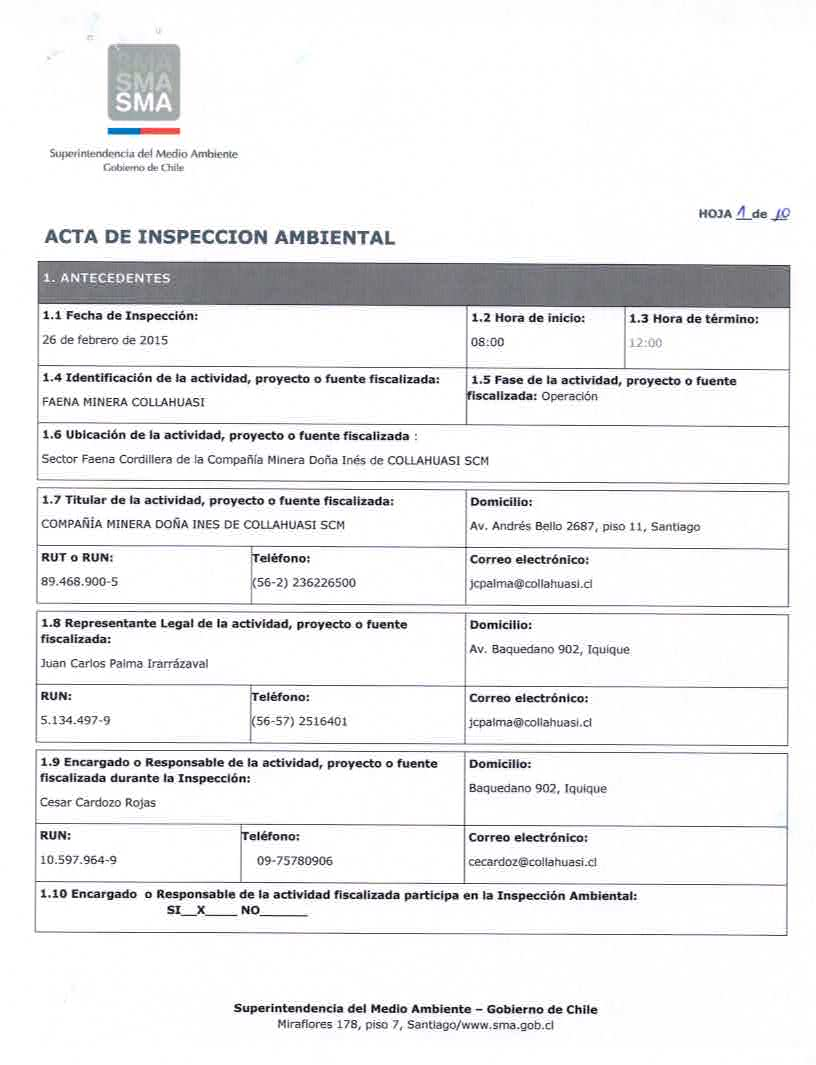 SMA
SMA
SMA
Superintendencia del Medio Ambiente
Gobierno de Chile
HOJA 1 de 10
ACTA DE INSPECCION AMBIENTAL
1. ANTECEDENTES
1.1 Fecha de Inspección:
26 de febrero de 2015
1.2 Hora de inicio:
08:00
1.3 Hora de término:
12:00
1.4 Identificación de la actividad, proyecto o fuente fiscalizada:
FAENA MINERA COLLAHUASI
1.5 Fase de la actividad, proyecto o fuente
fiscalizada: Operación
1.6 Ubicación de la actividad, proyecto o fuente fiscalizada :
Sector Faena Cordillera de la Compañía Minera Doña Inés de COLLAHUASI SCM
1.7 Titular de la actividad, proyecto o fuente fiscalizada:
COMPAÑÍA MINERA DOÑA INES DE COLLAHUASI SCM
Domicilio:
Av. Andrés Bello 2687, piso 11, Santiago
RUT o RUN:
89.468.900-5
Teléfono:
(56-2) 236226500
Correo electrónico:
jcpalma@collahuasi.cl
1.8 Representante Legal de la actividad, proyecto o fuente
fiscalizada:
Juan Carlos Palma Irarrázaval
Domicilio:
Av. Baquedano 902, Iquique
RUN:
5.134.497-9
Teléfono:
(56-57) 2516401
Correo electrónico:
jcpalma@collahuasi.cl
1.9 Encargado o Responsable de la actividad, proyecto o fuente
fiscalizada durante la Inspección:
Cesar Cardozo Rojas
Domicilio:
Baquedano 902, Iquique
RUN:
10.597.964-9
Teléfono:
09-75780906
Correo electrónico:
cecardoz@collahuasi.cl
1.10 Encargado o Responsable de la actividad fiscalizada participa en la Inspección Ambiental:
SI__X____ NO______
Superintendencia del Medio Ambiente – Gobierno de Chile
Miraflores 178, piso 7, Santiago/www.sma.gob.cl